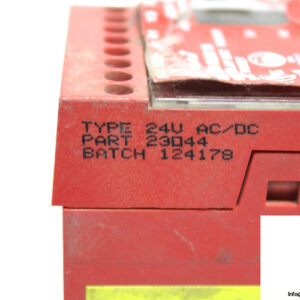 TYPE 24V AC/DC
PART 23044
BATCH 124178